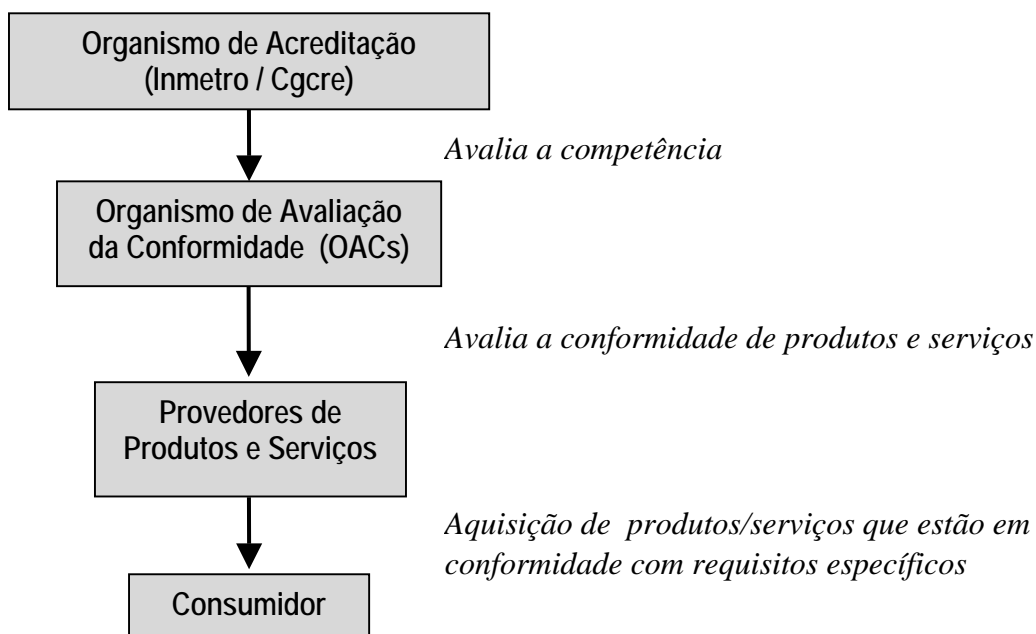 Organismo de Acreditação
(Inmetro / Cgcre)
Avalia a competência
Organismo de Avaliação
da Conformidade (OACs)
Avalia a conformidade de produtos e serviços
Provedores de
Produtos e Serviços
Aquisição de produtos/serviços que estão em
conformidade com requisitos específicos
Consumidor